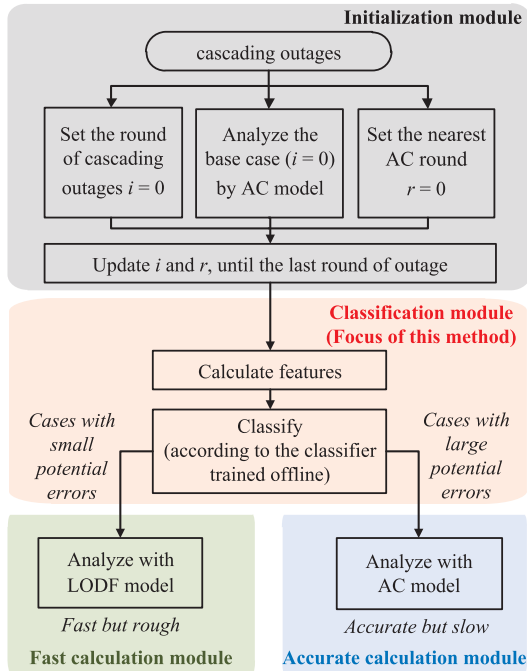 Initialization module
cascading outages
Set the round
of cascading
outages i = 0
Analyze the
base case (i = 0)
by AC model
Set the nearest
AC round
r = 0
Update i and r, until the last round of outage
Classification module
(Focus of this method)
Calculate features
Cases with
small
potential
errors
Classify
(according to the classifier
trained offline)
Cases with
large
potential
errors
Analyze with
LODF model
Fast but rough
Fast calculation module
Analyze with
AC model
Accurate but slow
Accurate calculation module